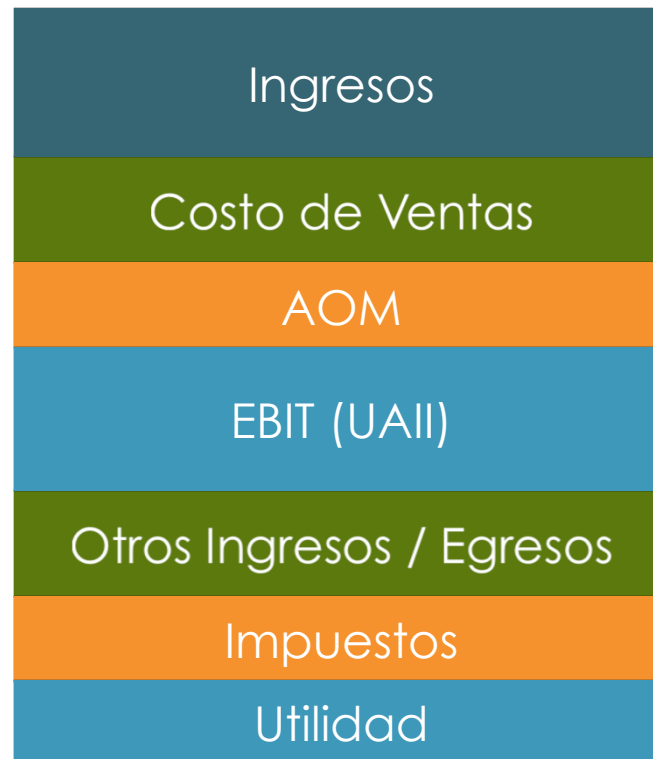 Ingresos
Costo de Ventas
AOM
EBIT (UAII)
Otros Ingresos / Egresos
Impuestos
Utilidad